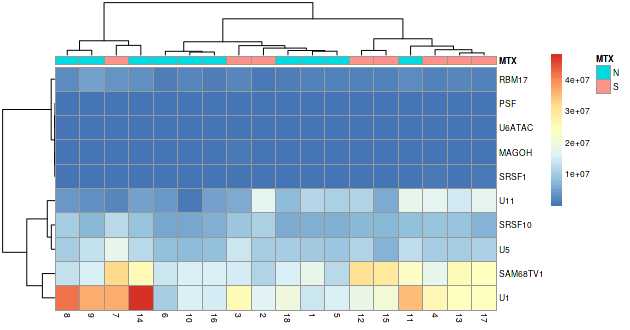 MTX
RBM17
PSF
U6ATAC
MAGOH
SRSF1
U11
SRSF10
U5
SAM68TV1
U1
8 9 7 14 6 10 16 3 2 18 1 5 12 15 11 4 13 17
4e+07
3e+07
2e+07
1e+07
MTX
N
S